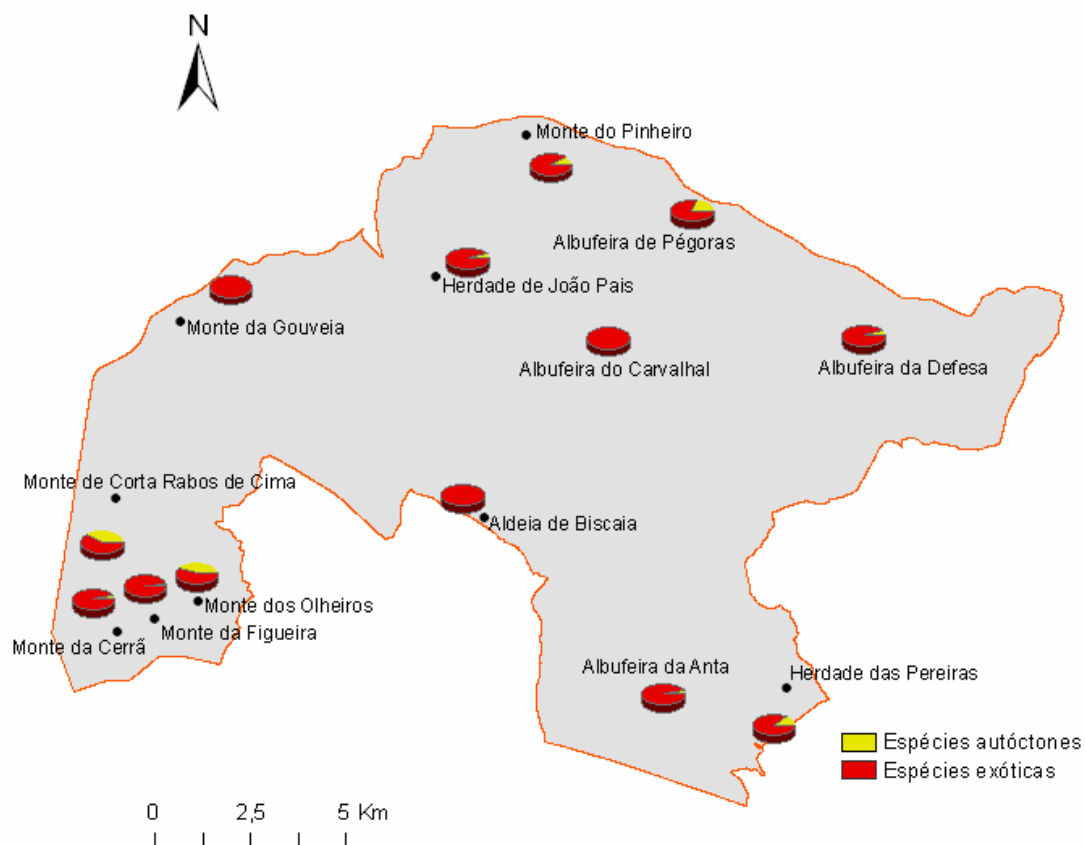 N
Monte do Pinheiro
Albufeira de Pégoras
Herdade de João Pais
Monte da Gouveia
Albufeira do Carvalhal
Albufeira da Defesa
Monte de Corta Rabos de Cima
Aldeia de Biscaia
Monte dos Olheiros
Monte da Figueira
Monte da Cerrã
Albufeira da Anta
Herdade das Pereiras
Espécies autóctones
Espécies exóticas
0 2,5 5 Km